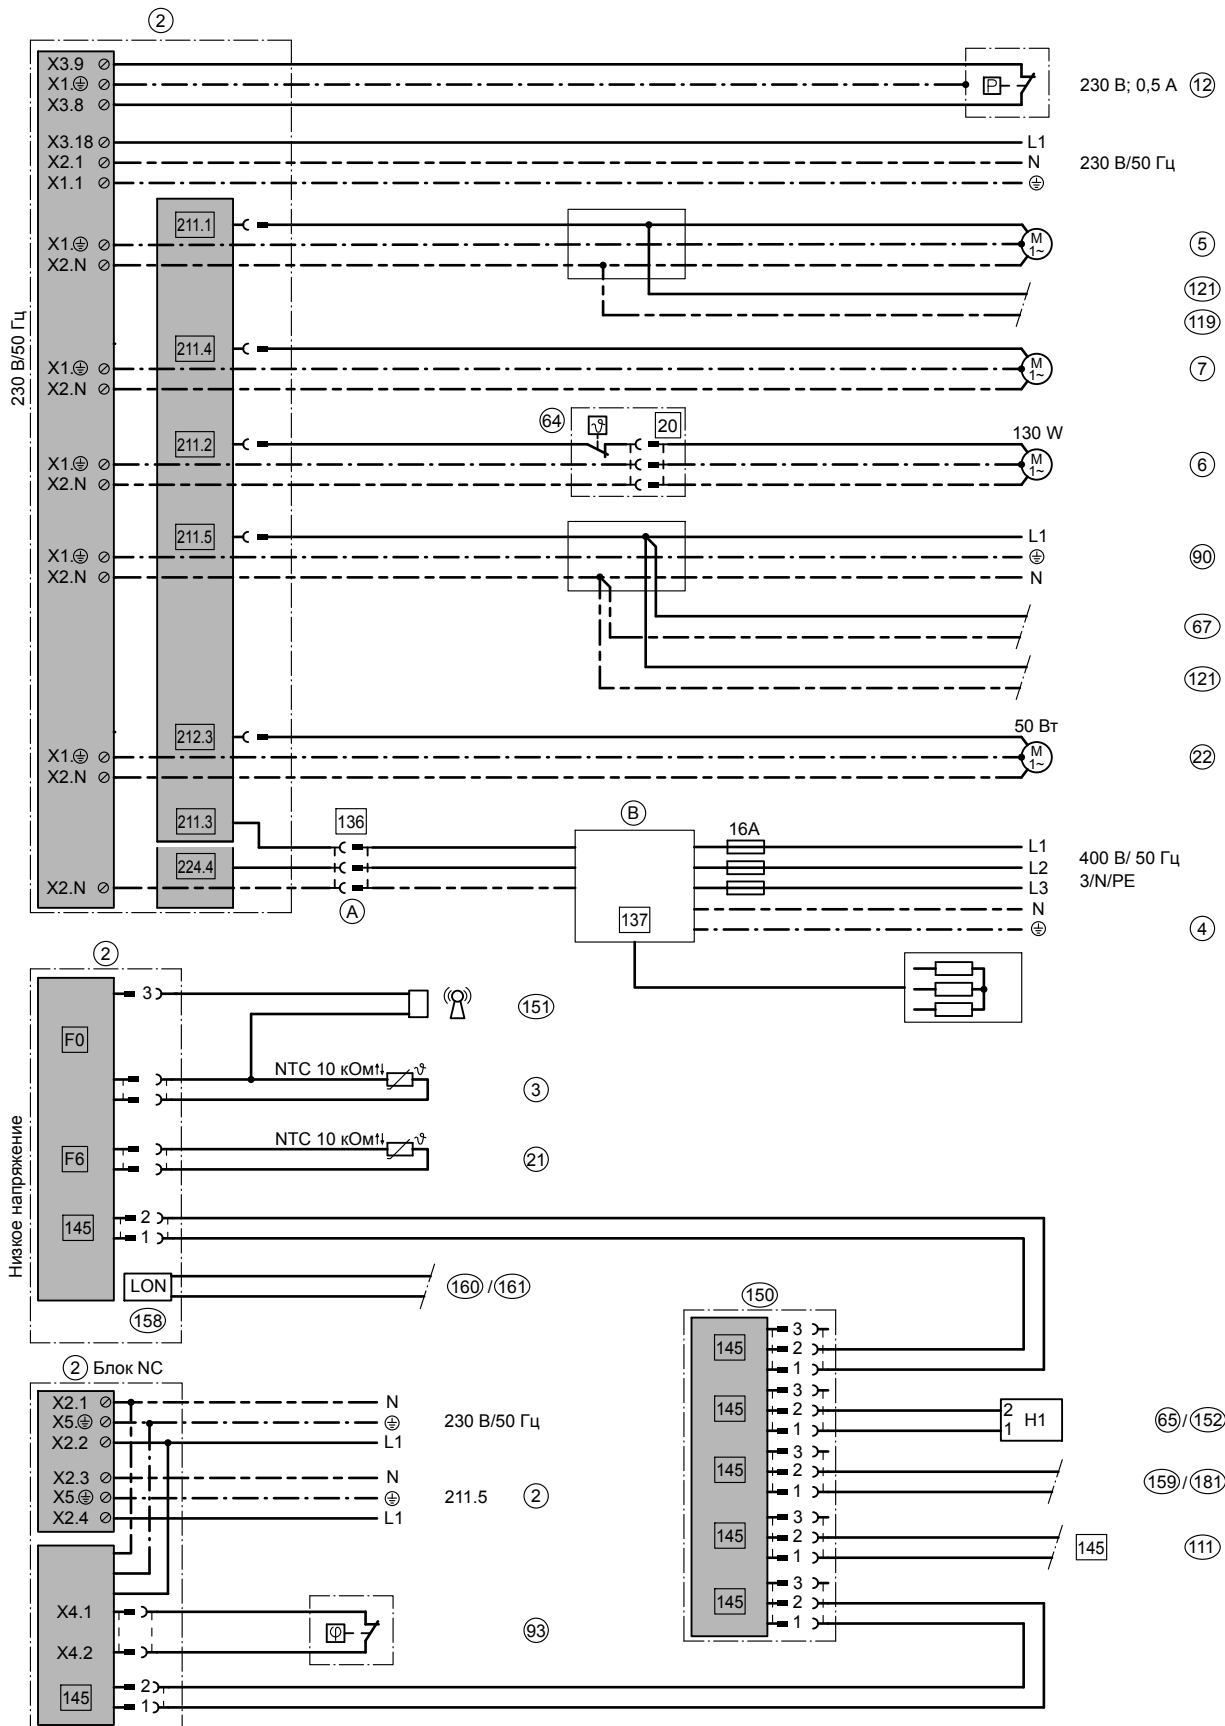 2
X3.9
X1.
X3.8
P
230 В; 0,5 А 12
X3.18
L1
X2.1
N
230 В/50 Гц
X1.1
230 В/50 Гц
211.1
X1.
X2.N
M
1~
5
121
119
211.4
X1.
X2.N
M
1~
7
64
ϑ
20
211.2
130 W
X1.
X2.N
M
1~
6
211.5
L1
X1.
90
X2.N
N
67
121
212.3
50 Вт
X1.
X2.N
M
1~
22
211.3
136
B
16A
L1
224.4
L2
400 В/ 50 Гц
3/N/PE
X2.N
L3
A
137
N
4
2
Низкое напряжение
3
151
F0
NTC 10 кОм
ϑ
3
F6
NTC 10 кОм
ϑ
21
145
2
1
LON
160 / 161
158
150
145
3
2
1
145
3
2
1
2
1
H1
65 / 152
145
3
2
1
159 / 181
145
3
2
1
145
111
145
3
2
1
2 Блок NC
X2.1
N
X5.
230 В/50 Гц
X2.2
L1
X2.3
N
X5.
211.5
2
X2.4
L1
X4.1
φ
93
X4.2
145
2
1